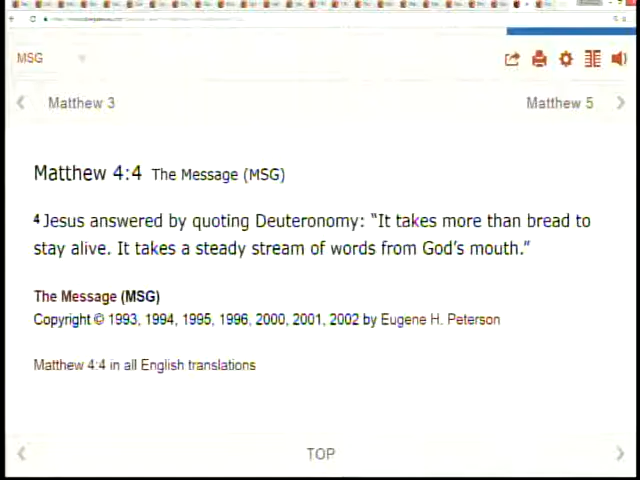 MSG
Matthew 3
Matthew 5
Matthew 4:4 The Message (MSG)
4 Jesus answered by quoting Deuteronomy: “It takes more than bread to
stay alive. It takes a steady stream of words from God’s mouth.”
The Message (MSG)
Copyright © 1993, 1994, 1995, 1996, 2000, 2001, 2002 by Eugene H. Peterson
Matthew 4:4 in all English translations
TOP